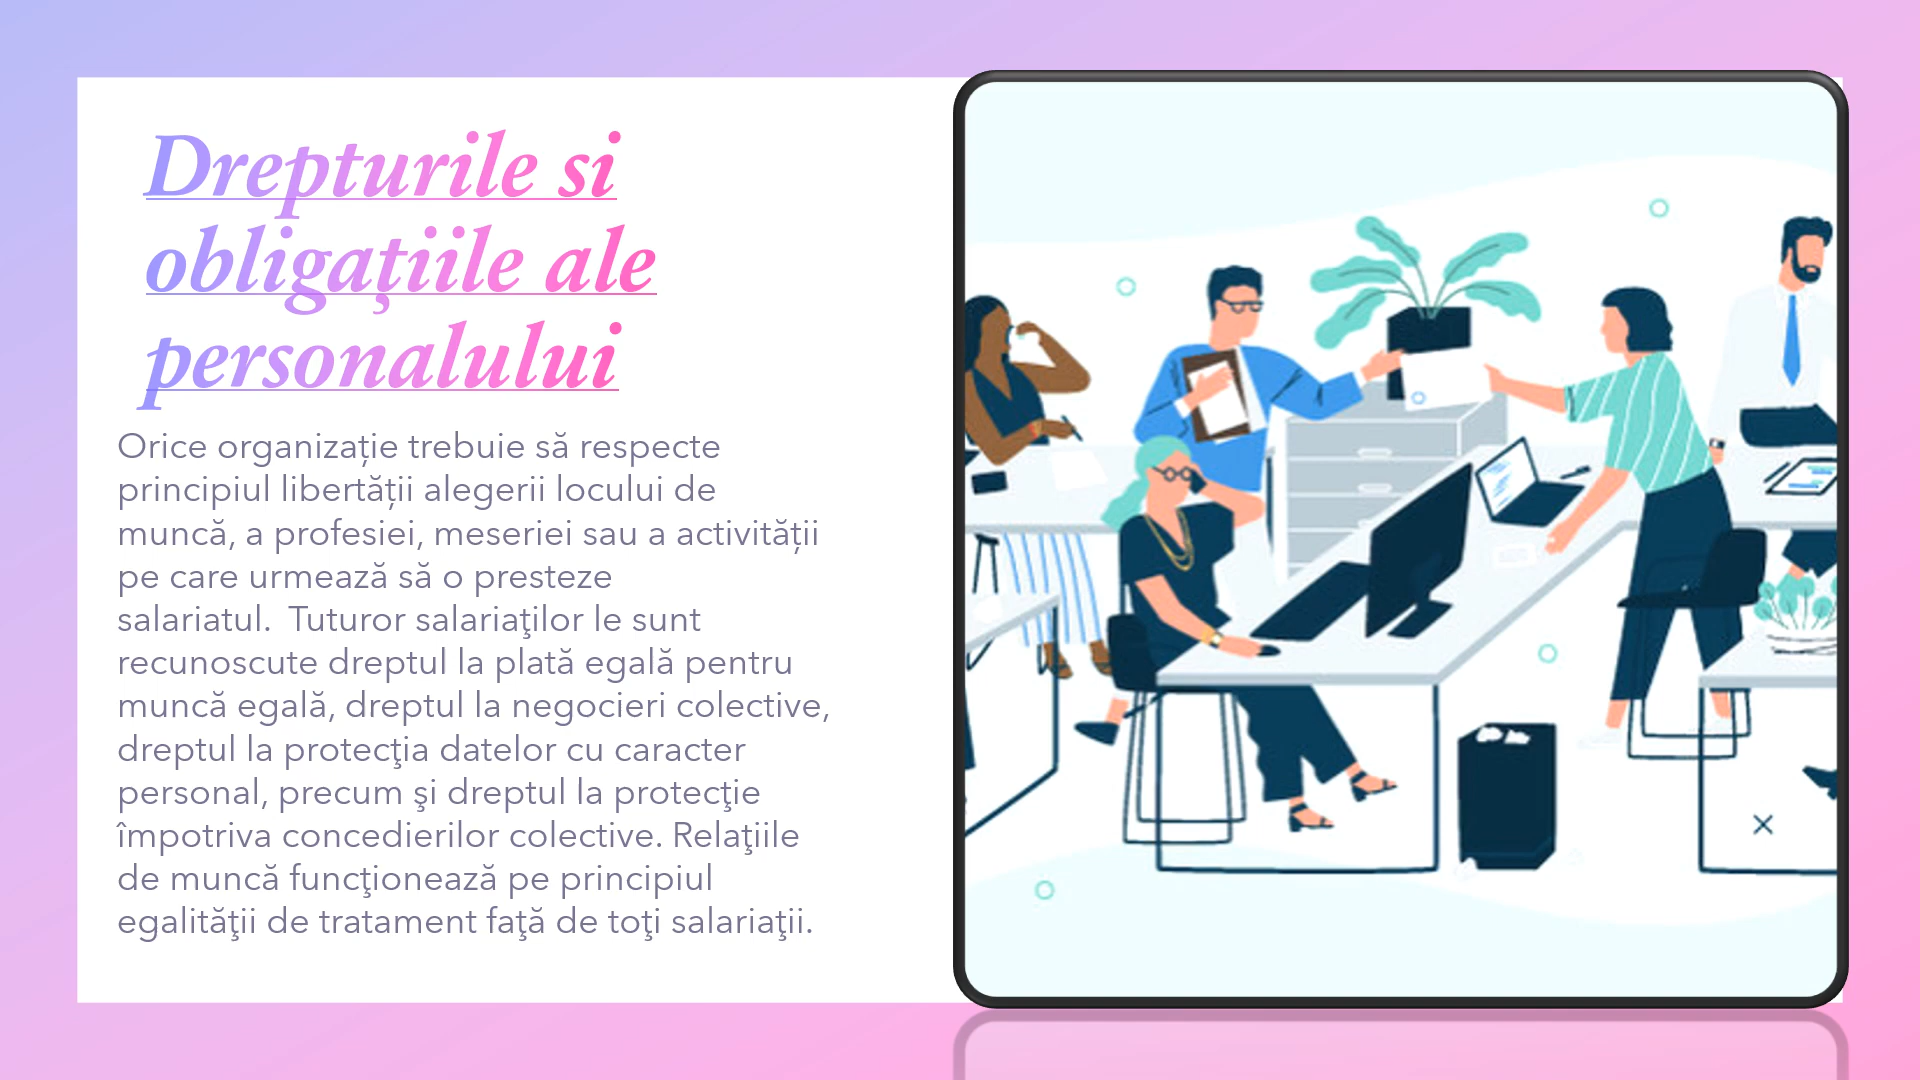 Drepturile si
obligațiile ale
personalului
Orice organizație trebuie să respecte
principiul libertății alegerii locului de
muncă, a profesiei, meseriei sau a activității
pe care urmează să o presteze
salariatul.  Tuturor salariaţilor le sunt
recunoscute dreptul la plată egală pentru
muncă egală, dreptul la negocieri colective,
dreptul la protecţia datelor cu caracter
personal, precum şi dreptul la protecţie
împotriva concedierilor colective. Relaţiile
de muncă funcţionează pe principiul
egalităţii de tratament faţă de toţi salariaţii.